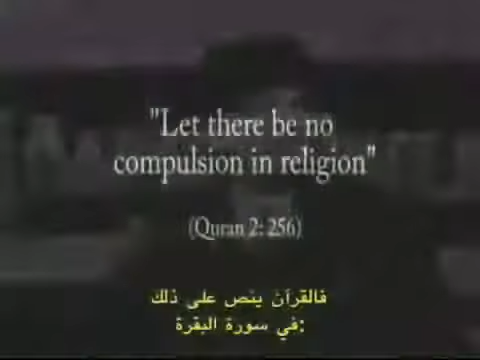 "Let there be no
compulsion in religion"
(Quran 2: 256)
فالقرآن ينص على ذلك
في سورة البقرة: